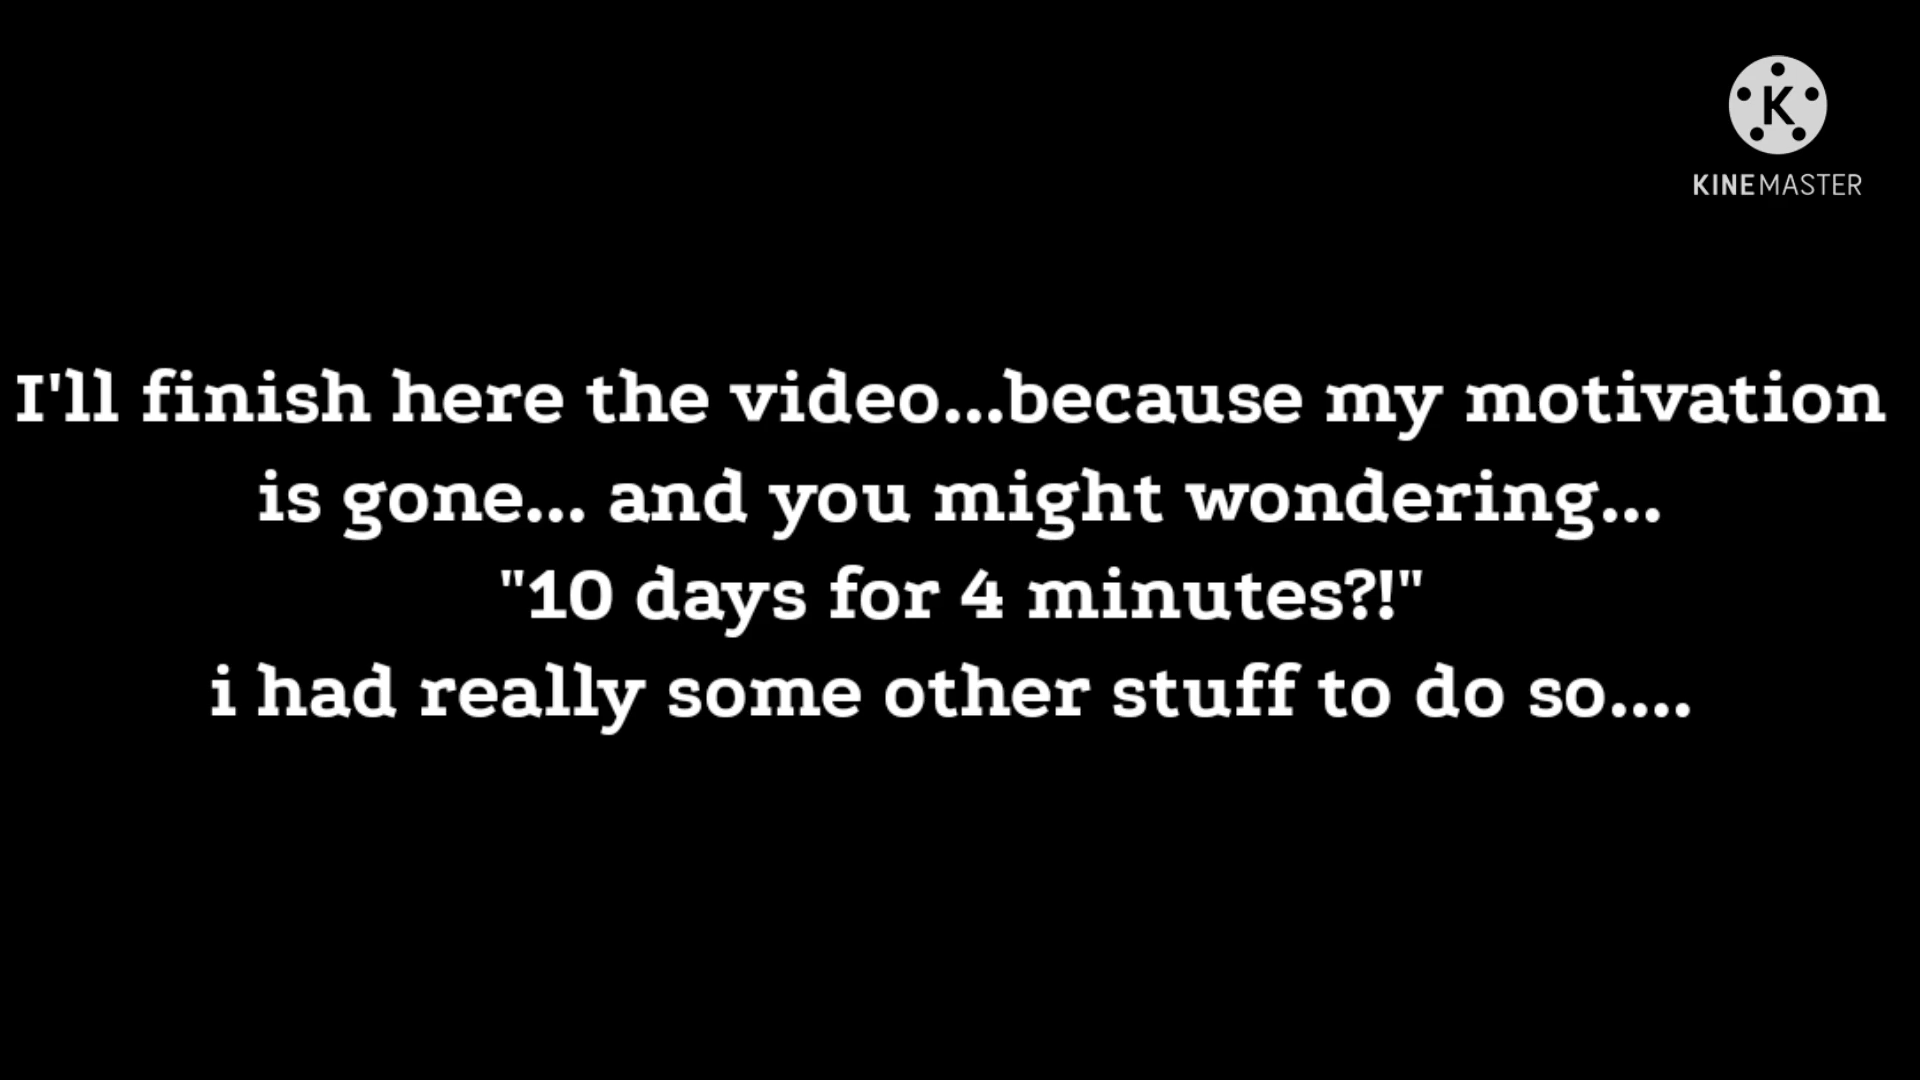 K
KINEMASTER
I'll finish here the video...because my motivation
is gone... and you might wondering...
"10 days for 4 minutes?!"
i had really some other stuff to do so....